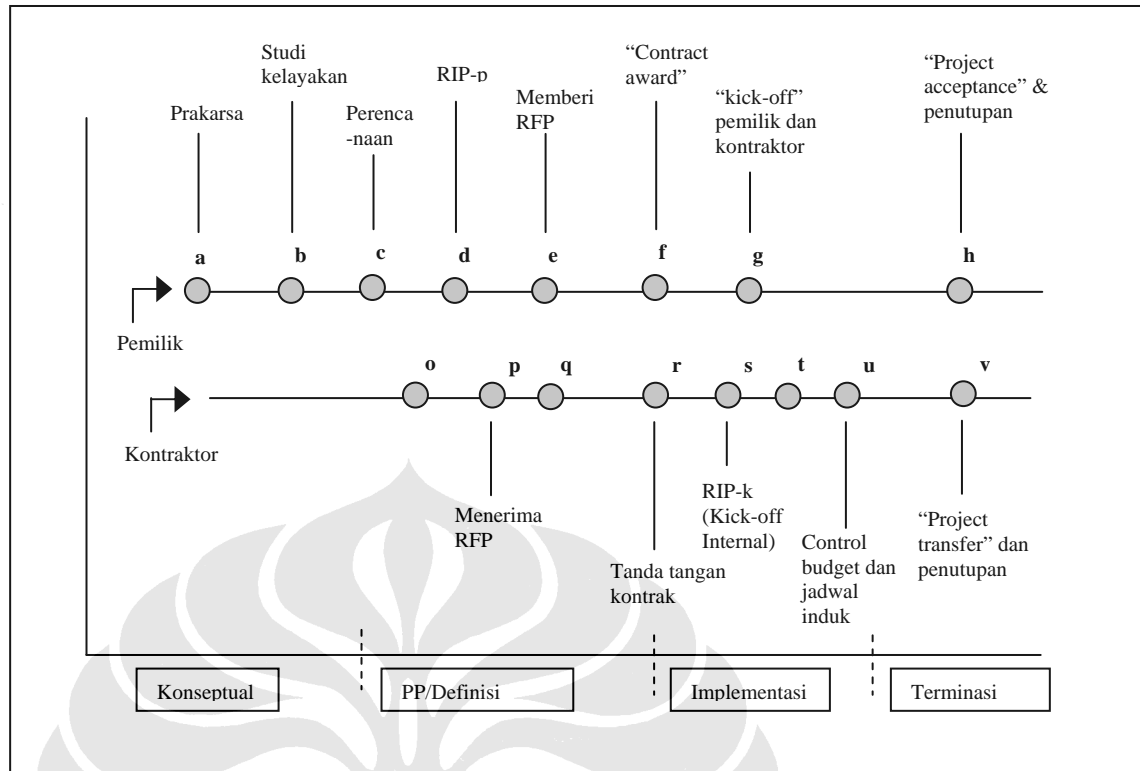 Prakarsa
Studi
kelayakan
Perenca
-naan
RIP-p
Memberi
RFP
“Contract
award”
“kick-off”
pemilik dan
kontraktor
“Project
acceptance” &
penutupan
a
b
c
d
e
f
g
h
Pemilik
o
p
q
r
s
t
u
v
Kontraktor
Menerima
RFP
Tanda tangan
kontrak
RIP-k
(Kick-off
Internal)
Control
budget dan
jadwal
induk
“Project
transfer” dan
penutupan
Konseptual
PP/Definisi
Implementasi
Terminasi